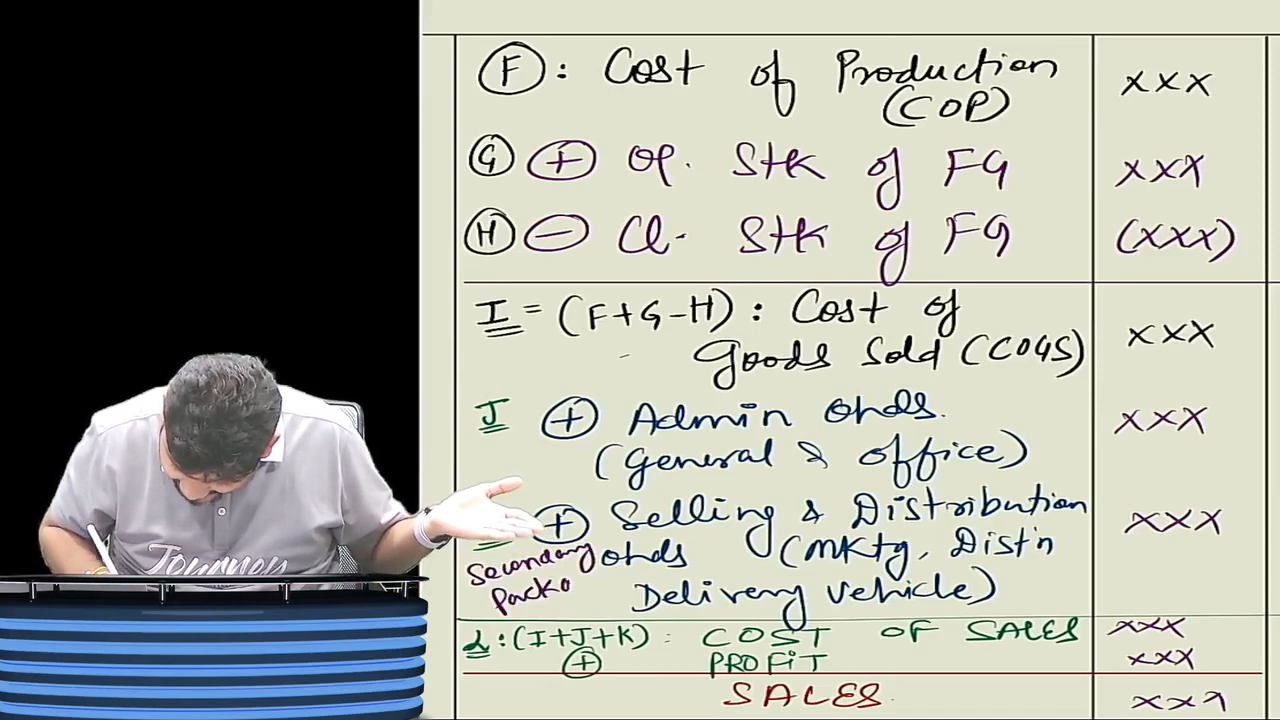 F : Cost of Production xxx
(COP)
G + Op. Stk of FG xxx
H - Cl. Stk of FG (xxx)
I = (F+G-H) : Cost of
Goods Sold (COGS) xxx
J + Admin ohds. xxx
(General & office)
+ Selling & Distribution xxx
Secondary ohds (Mktg, Distn
Packo Delivery vehicle)
L : (I+J+K) : COST OF SALES xxx
+ PROFIT xxx
SALES xxx
Journey